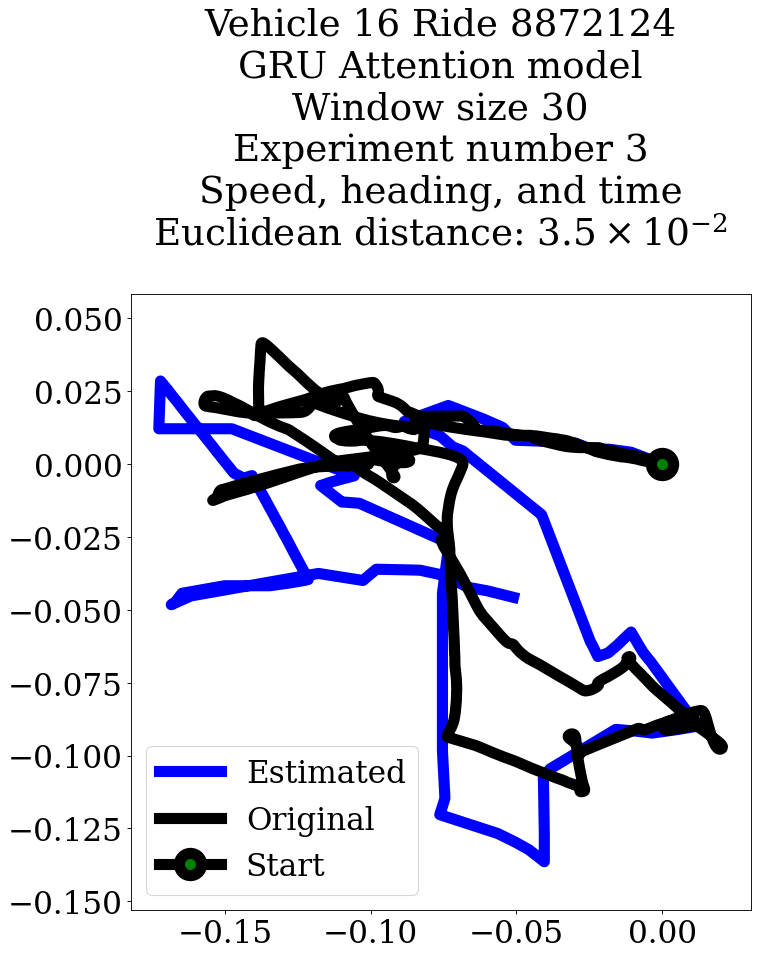 Vehicle 16 Ride 8872124
GRU Attention model
Window size 30
Experiment number 3
Speed, heading, and time
Euclidean distance: 3.5 × 10⁻²
0.050
0.025
0.000
−0.025
−0.050
−0.075
−0.100
−0.125
−0.150
Estimated
Original
Start
−0.15 −0.10 −0.05 0.00